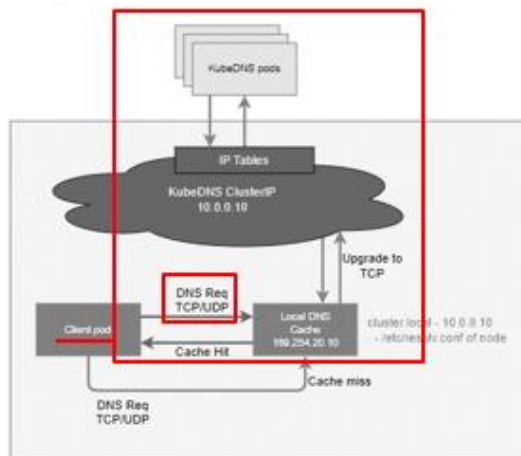 KubeDNS pods
IP Tables
KubeDNS ClusterIP
10.0.0.10
Upgrade to
TCP
DNS Req
TCP/UDP
Client pod
Local DNS
Cache
169.254.20.10
cluster.local - 10.0.0.10
- /etc/resolv.conf of node
Cache Hit
Cache miss
DNS Req
TCP/UDP